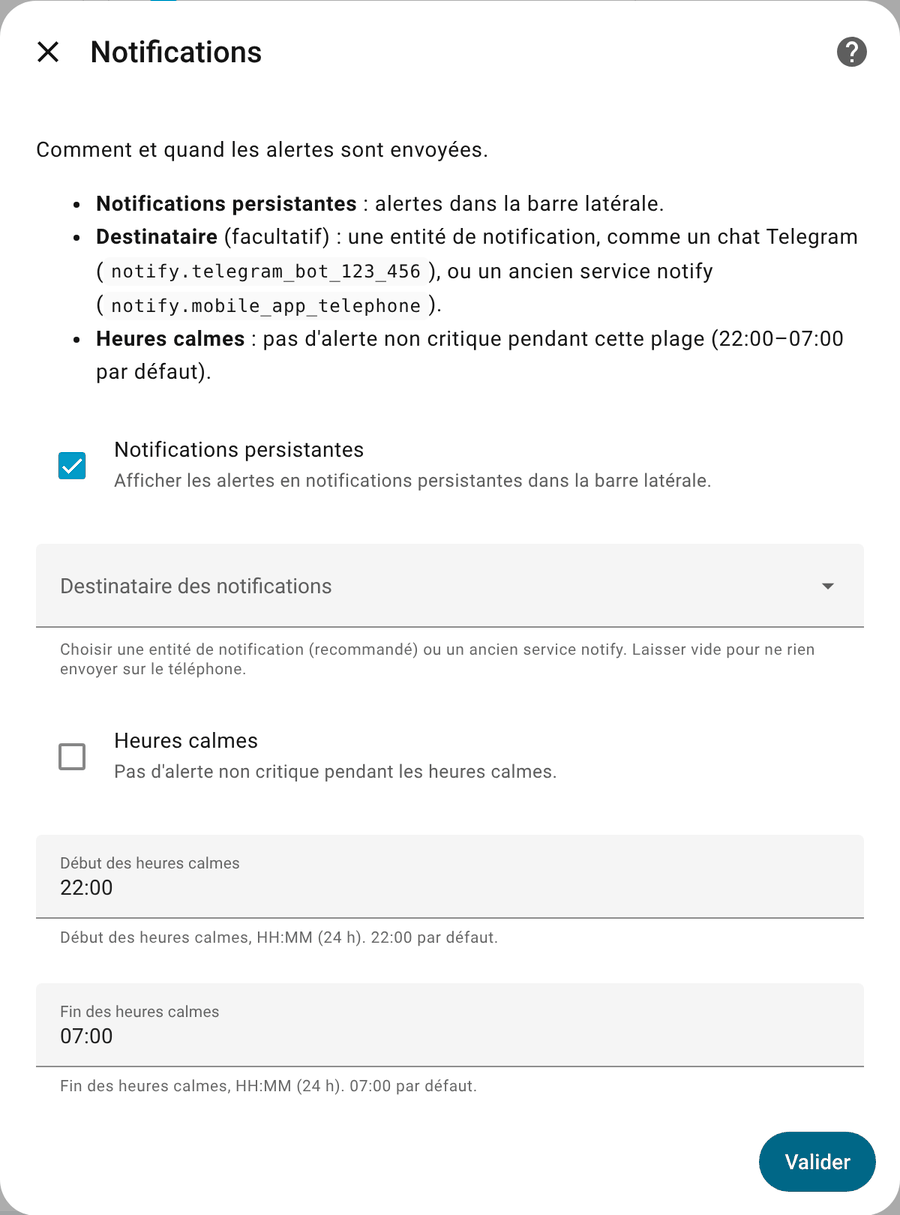 Notifications
Comment et quand les alertes sont envoyées.
Notifications persistantes : alertes dans la barre latérale.
Destinataire (facultatif) : une entité de notification, comme un chat Telegram
( notify.telegram_bot_123_456 ), ou un ancien service notify
( notify.mobile_app_telephone ).
Heures calmes : pas d'alerte non critique pendant cette plage (22:00–07:00
par défaut).
Notifications persistantes
Afficher les alertes en notifications persistantes dans la barre latérale.
Destinataire des notifications
Choisir une entité de notification (recommandé) ou un ancien service notify. Laisser vide pour ne rien
envoyer sur le téléphone.
Heures calmes
Pas d'alerte non critique pendant les heures calmes.
Début des heures calmes
22:00
Début des heures calmes, HH:MM (24 h). 22:00 par défaut.
Fin des heures calmes
07:00
Fin des heures calmes, HH:MM (24 h). 07:00 par défaut.
Valider